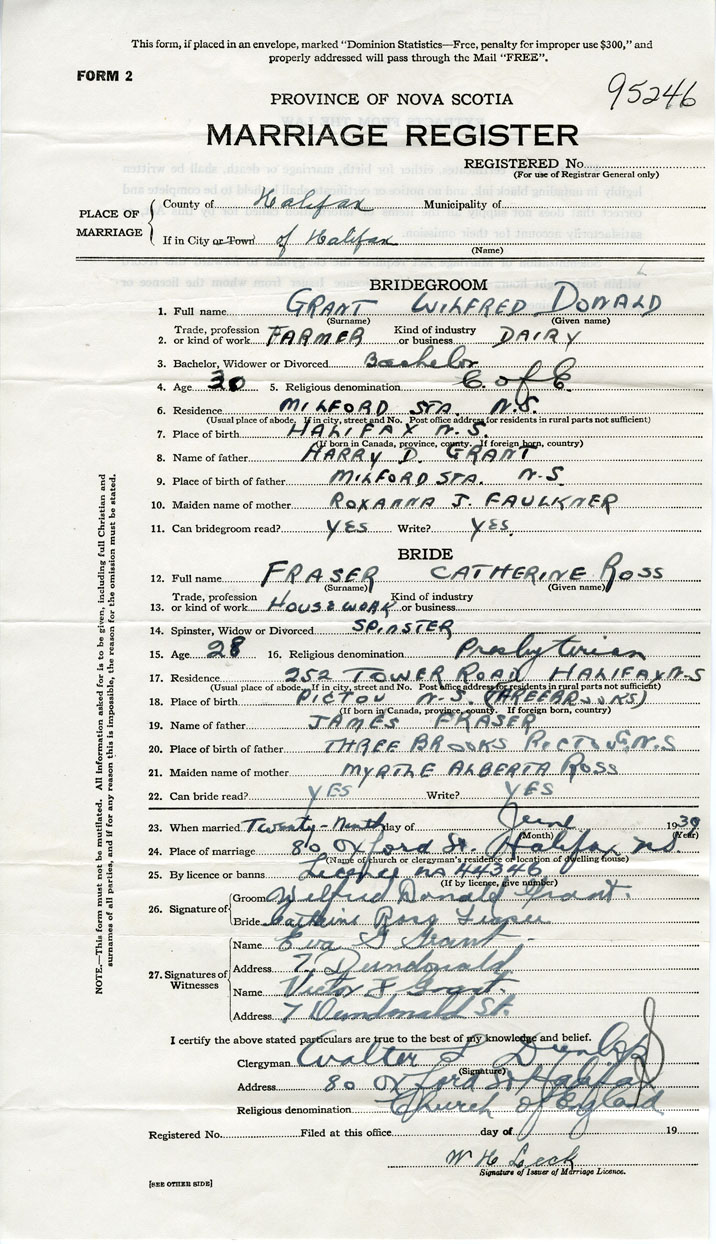 This form, if placed in an envelope, marked "Dominion Statistics—Free, penalty for improper use $300," and
properly addressed will pass through the Mail "FREE".
FORM 2
95246
PROVINCE OF NOVA SCOTIA
MARRIAGE REGISTER
REGISTERED No.
(For use of Registrar General only)
PLACE OF MARRIAGE
County of Halifax Municipality of
If in City or Town of Halifax
(Name)
BRIDEGROOM
1. Full name GRANT WILFRED DONALD
(Surname) (Given name)
2. Trade, profession or kind of work FARMER Kind of industry or business DAIRY
3. Bachelor, Widower or Divorced Bachelor
4. Age 30 5. Religious denomination C. of E.
6. Residence MILFORD STA. N.S.
(Usual place of abode. If in city, street and No. Post office address for residents in rural parts not sufficient)
7. Place of birth HALIFAX N.S.
(If born in Canada, province, county. If foreign born, country)
8. Name of father HARRY D. GRANT
9. Place of birth of father MILFORD STA. N.S
10. Maiden name of mother ROXANNA J. FAULKNER
11. Can bridegroom read? YES Write? YES.
BRIDE
12. Full name FRASER CATHERINE ROSS
(Surname) (Given name)
13. Trade, profession or kind of work HOUSEWORK Kind of industry or business
14. Spinster, Widow or Divorced SPINSTER
15. Age 28 16. Religious denomination Presbyterian
17. Residence 252 TOWER ROAD HALIFAX N-S
(Usual place of abode. If in city, street and No. Post office address for residents in rural parts not sufficient)
18. Place of birth PICTOU N.S. (THREEBROOKS)
(If born in Canada, province, county. If foreign born, country)
19. Name of father JAMES FRASER
20. Place of birth of father THREE BROOKS PICTOU N.S
21. Maiden name of mother MYRTLE ALBERTA ROSS
22. Can bride read? YES Write? YES
23. When married Twenty-Ninth day of June 1939
(Month) (Year)
24. Place of marriage 80 Oxford St. Halifax N.S.
(Name of church or clergyman's residence or location of dwelling house)
25. By licence or banns Licence no 44346
(If by licence, give number)
26. Signature of
Groom Wilfred Donald Grant.
Bride Catherine Ross Fraser
27. Signatures of Witnesses
Name Eva Grant
Address 7 Dundonald
Name Victor F Grant
Address 7 Dundonald St.
I certify the above stated particulars are true to the best of my knowledge and belief.
Clergyman Walter
(Signature)
Address 80 Oxford St Halifax
Religious denomination Church of England
Registered No. Filed at this office day of 19
W H Leck
Signature of Issuer of Marriage Licence.
[SEE OTHER SIDE]
NOTE.—This form must not be mutilated. All information asked for is to be given, including full Christian and
surnames of all parties, and if for any reason this is impossible, the reason for the omission must be stated.